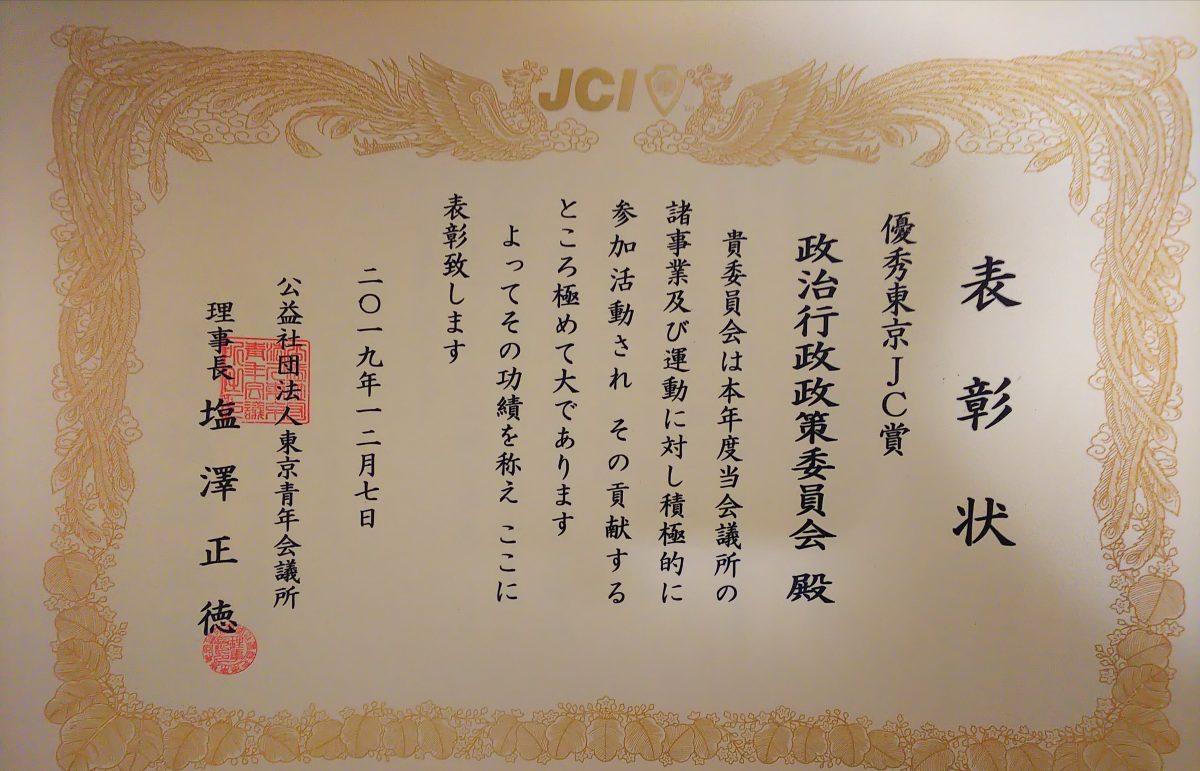 JCI
表彰状
優秀東京JC賞
政治行政政策委員会 殿
貴委員会は本年度当会議所の
諸事業及び運動に対し積極的に
参加活動され その貢献する
ところ極めて大であります
よってその功績を称え ここに
表彰致します
二〇一九年一二月七日
公益社団法人東京青年会議所
理事長 塩澤正徳